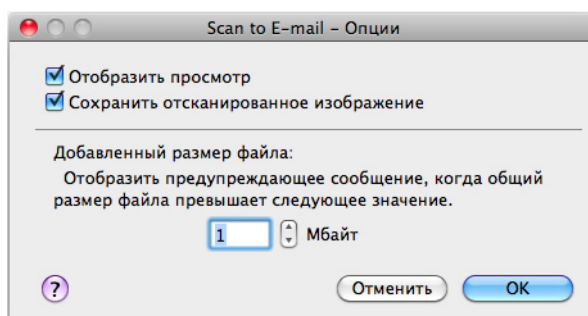 Scan to E-mail – Опции
Отобразить просмотр
Сохранить отсканированное изображение
Добавленный размер файла:
Отобразить предупреждающее сообщение, когда общий
размер файла превышает следующее значение.
1 Мбайт
? Отменить OK